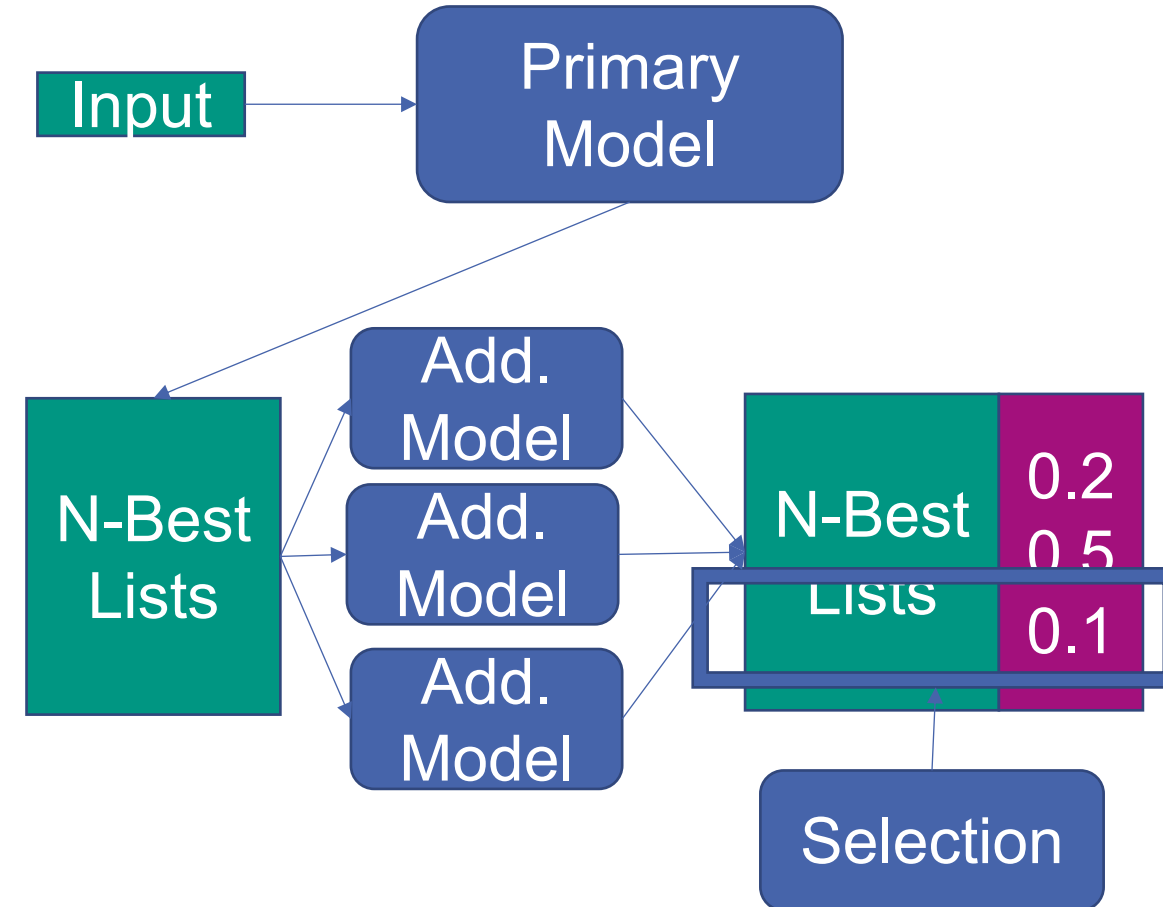 Input
Primary
Model
Add.
Model
Add.
Model
Add.
Model
N-Best
Lists
N-Best
Lists
0.2
0.5
0.1
Selection